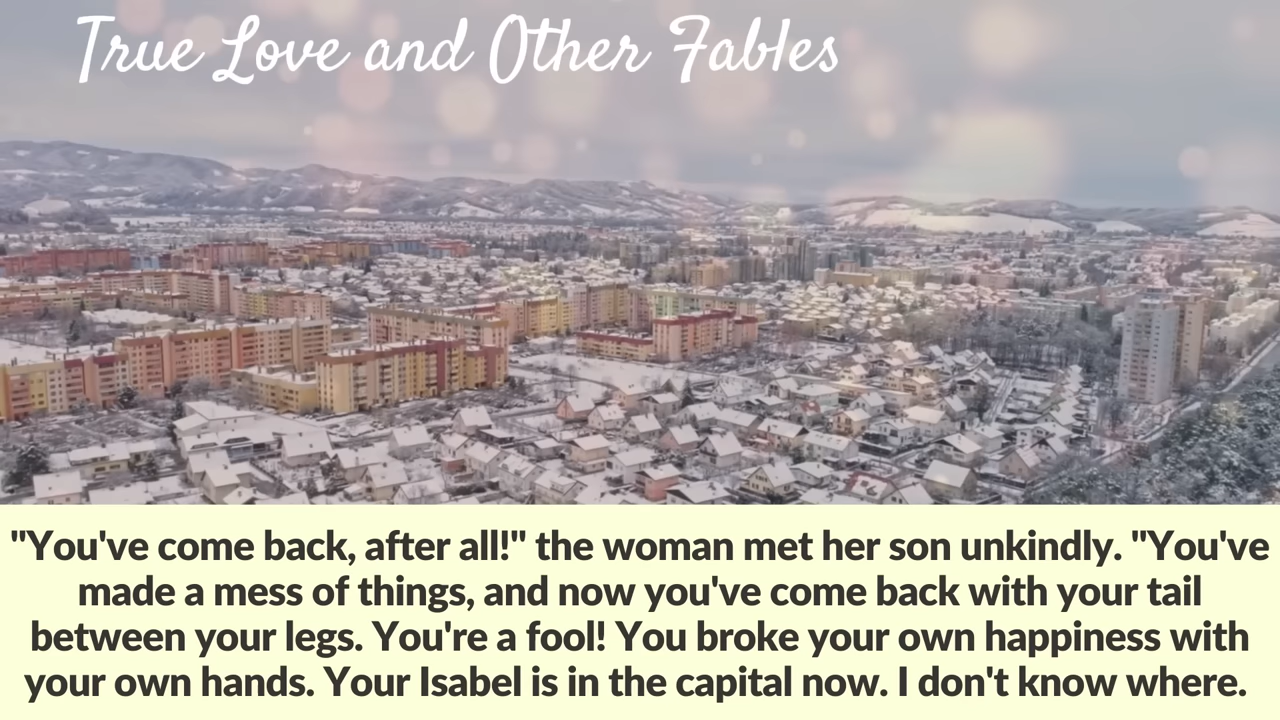 True Love and Other Fables
"You've come back, after all!" the woman met her son unkindly. "You've
made a mess of things, and now you've come back with your tail
between your legs. You're a fool! You broke your own happiness with
your own hands. Your Isabel is in the capital now. I don't know where.